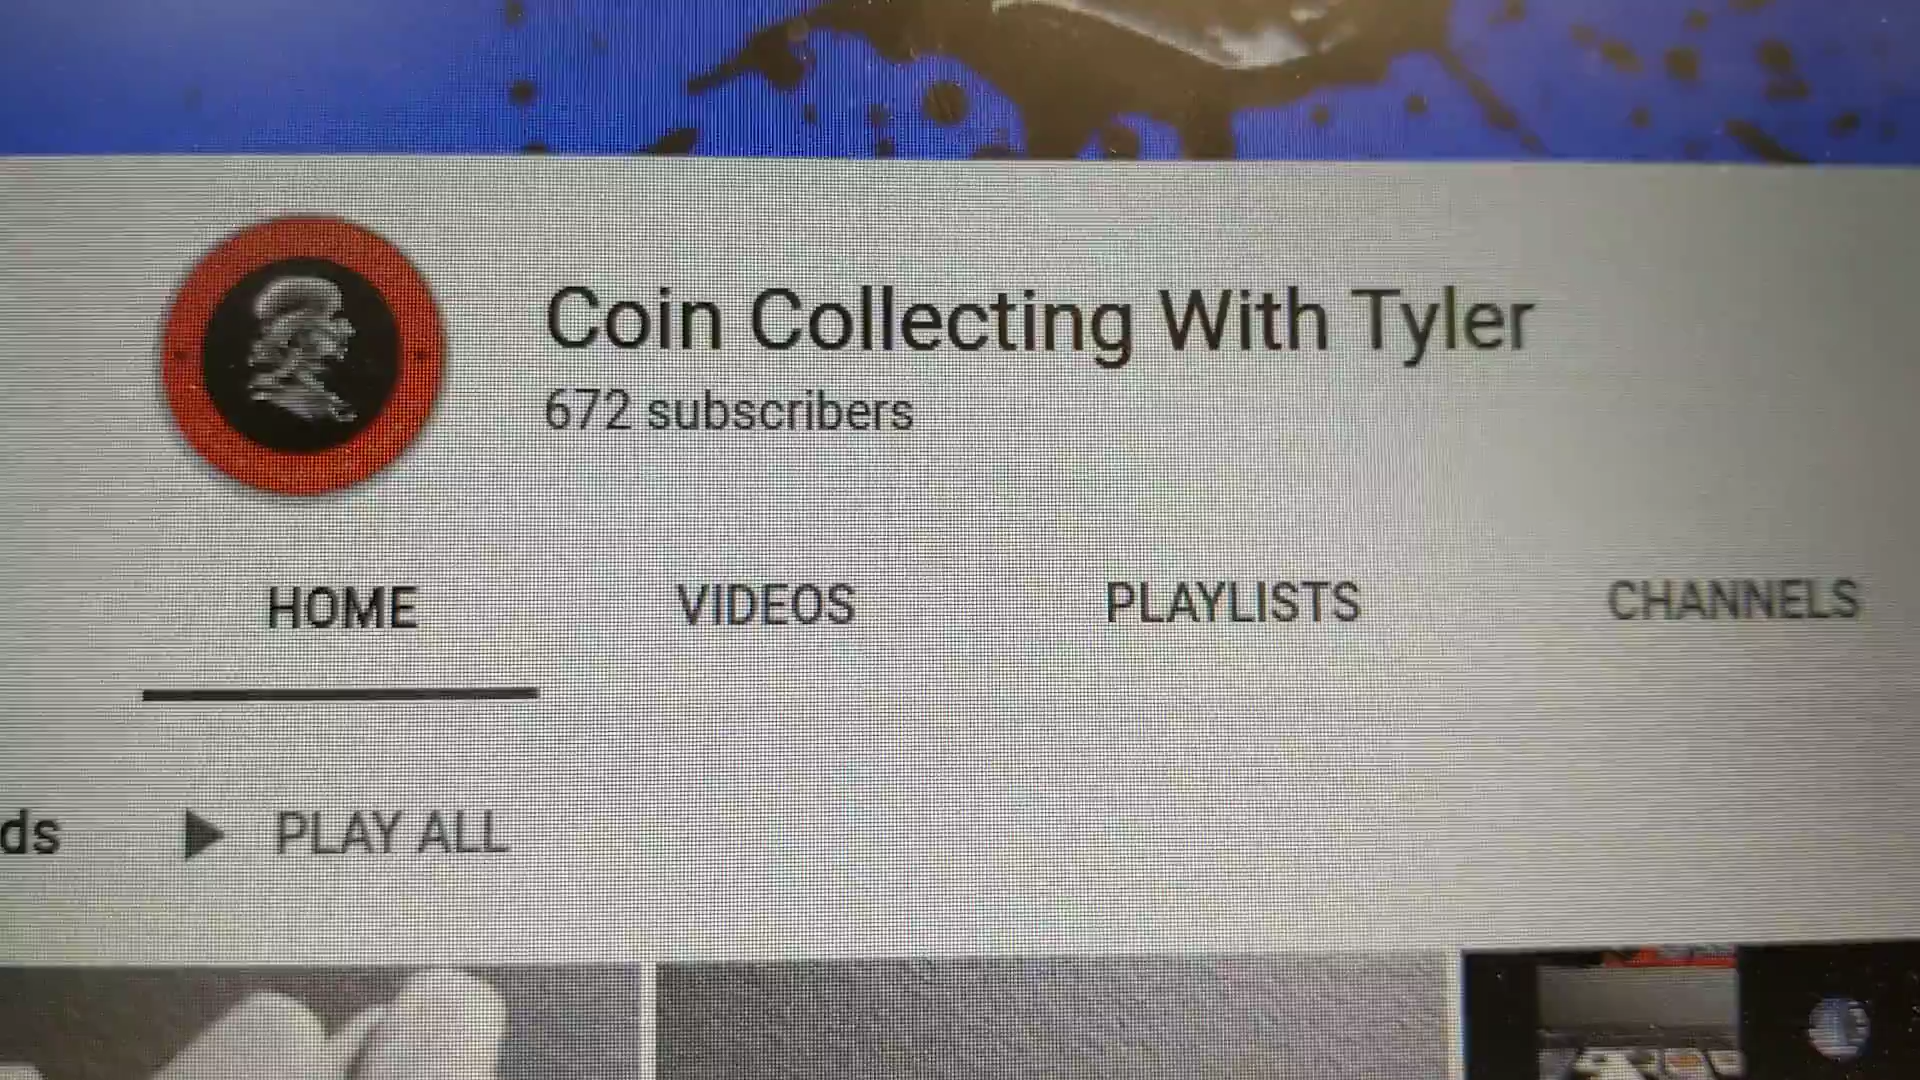 Coin Collecting With Tyler
672 subscribers
HOME VIDEOS PLAYLISTS CHANNELS
ds PLAY ALL